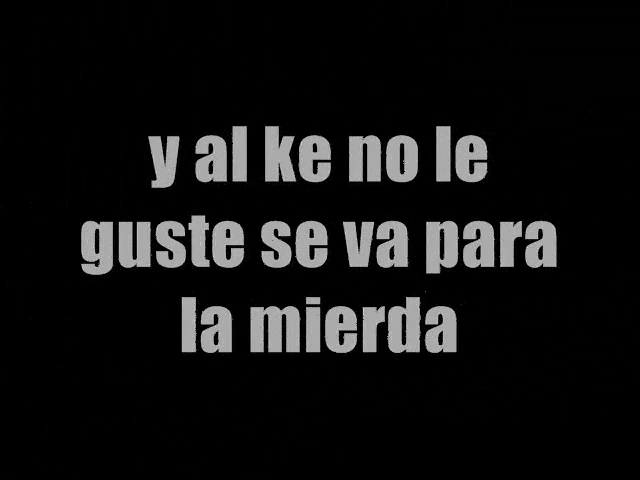 y al ke no le
guste se va para
la mierda